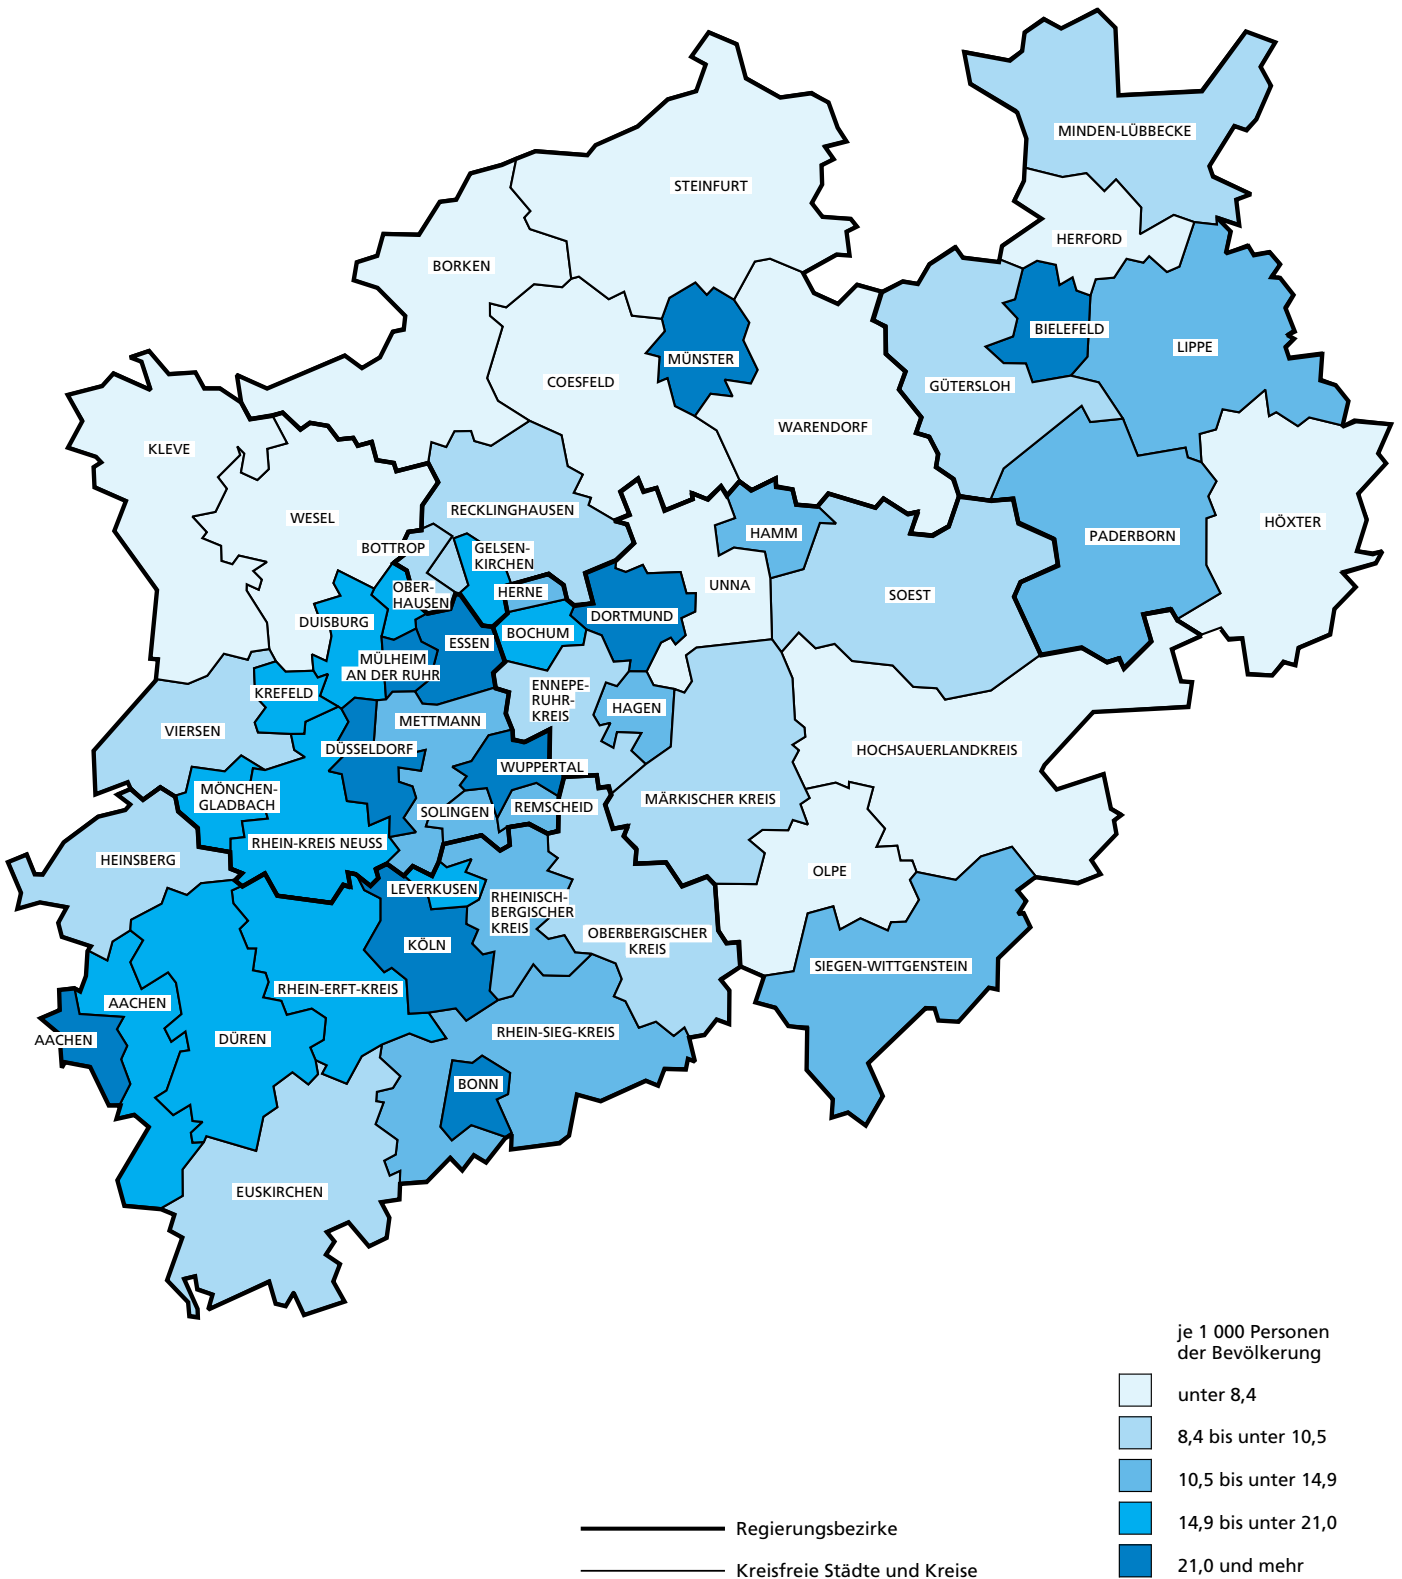 MINDEN-LÜBBECKE
STEINFURT
HERFORD
BORKEN
BIELEFELD
LIPPE
MÜNSTER
COESFELD
GÜTERSLOH
WARENDORF
KLEVE
RECKLINGHAUSEN
WESEL
HÖXTER
HAMM
PADERBORN
BOTTROP
GELSEN-
KIRCHEN
UNNA
OBER-
HAUSEN
HERNE
SOEST
DORTMUND
DUISBURG
BOCHUM
ESSEN
MÜLHEIM
AN DER RUHR
KREFELD
ENNEPE-
RUHR-
KREIS
HAGEN
METTMANN
VIERSEN
DÜSSELDORF
HOCHSAUERLANDKREIS
WUPPERTAL
MÖNCHEN-
GLADBACH
MÄRKISCHER KREIS
REMSCHEID
SOLINGEN
RHEIN-KREIS NEUSS
HEINSBERG
OLPE
LEVERKUSEN
RHEINISCH-
BERGISCHER
KREIS
OBERBERGISCHER
KREIS
KÖLN
SIEGEN-WITTGENSTEIN
RHEIN-ERFT-KREIS
AACHEN
RHEIN-SIEG-KREIS
AACHEN
DÜREN
BONN
EUSKIRCHEN
je 1 000 Personen
der Bevölkerung
unter 8,4
8,4 bis unter 10,5
10,5 bis unter 14,9
14,9 bis unter 21,0
21,0 und mehr
Regierungsbezirke
Kreisfreie Städte und Kreise